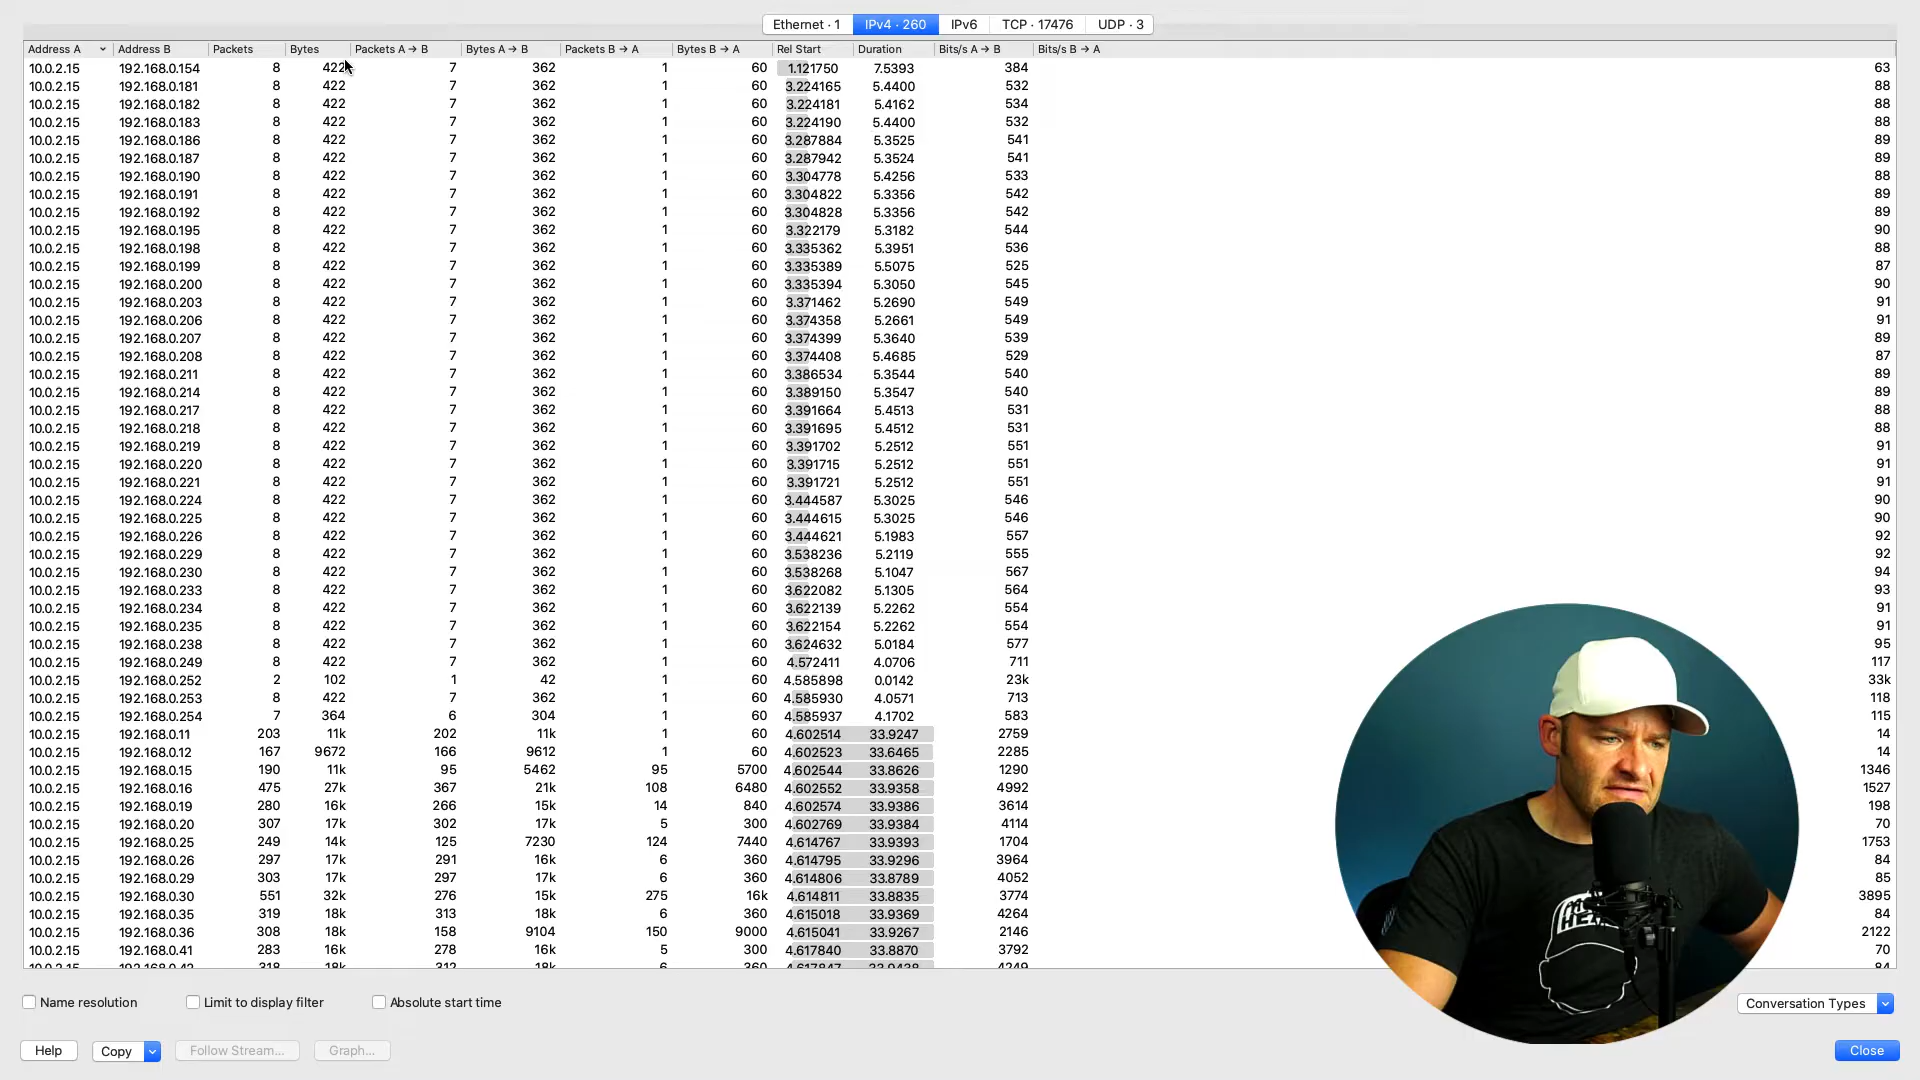 Ethernet · 1 IPv4 · 260 IPv6 TCP · 17476 UDP · 3
Address A Address B Packets Bytes Packets A → B Bytes A → B Packets B → A Bytes B → A Rel Start Duration Bits/s A → B Bits/s B → A
10.0.2.15 192.168.0.154 8 422 7 362 1 60 1.121750 7.5393 384 63
10.0.2.15 192.168.0.181 8 422 7 362 1 60 3.224165 5.4400 532 88
10.0.2.15 192.168.0.182 8 422 7 362 1 60 3.224181 5.4162 534 88
10.0.2.15 192.168.0.183 8 422 7 362 1 60 3.224190 5.4400 532 88
10.0.2.15 192.168.0.186 8 422 7 362 1 60 3.287884 5.3525 541 89
10.0.2.15 192.168.0.187 8 422 7 362 1 60 3.287942 5.3524 541 89
10.0.2.15 192.168.0.190 8 422 7 362 1 60 3.304778 5.4256 533 88
10.0.2.15 192.168.0.191 8 422 7 362 1 60 3.304822 5.3356 542 89
10.0.2.15 192.168.0.192 8 422 7 362 1 60 3.304828 5.3356 542 89
10.0.2.15 192.168.0.195 8 422 7 362 1 60 3.322179 5.3182 544 90
10.0.2.15 192.168.0.198 8 422 7 362 1 60 3.335362 5.3951 536 88
10.0.2.15 192.168.0.199 8 422 7 362 1 60 3.335389 5.5075 525 87
10.0.2.15 192.168.0.200 8 422 7 362 1 60 3.335394 5.3050 545 90
10.0.2.15 192.168.0.203 8 422 7 362 1 60 3.371462 5.2690 549 91
10.0.2.15 192.168.0.206 8 422 7 362 1 60 3.374358 5.2661 549 91
10.0.2.15 192.168.0.207 8 422 7 362 1 60 3.374399 5.3640 539 89
10.0.2.15 192.168.0.208 8 422 7 362 1 60 3.374408 5.4685 529 87
10.0.2.15 192.168.0.211 8 422 7 362 1 60 3.386534 5.3544 540 89
10.0.2.15 192.168.0.214 8 422 7 362 1 60 3.389150 5.3547 540 89
10.0.2.15 192.168.0.217 8 422 7 362 1 60 3.391664 5.4513 531 88
10.0.2.15 192.168.0.218 8 422 7 362 1 60 3.391695 5.4512 531 88
10.0.2.15 192.168.0.219 8 422 7 362 1 60 3.391702 5.2512 551 91
10.0.2.15 192.168.0.220 8 422 7 362 1 60 3.391715 5.2512 551 91
10.0.2.15 192.168.0.221 8 422 7 362 1 60 3.391721 5.2512 551 91
10.0.2.15 192.168.0.224 8 422 7 362 1 60 3.444587 5.3025 546 90
10.0.2.15 192.168.0.225 8 422 7 362 1 60 3.444615 5.3025 546 90
10.0.2.15 192.168.0.226 8 422 7 362 1 60 3.444621 5.1983 557 92
10.0.2.15 192.168.0.229 8 422 7 362 1 60 3.538236 5.2119 555 92
10.0.2.15 192.168.0.230 8 422 7 362 1 60 3.538268 5.1047 567 94
10.0.2.15 192.168.0.233 8 422 7 362 1 60 3.622082 5.1305 564 93
10.0.2.15 192.168.0.234 8 422 7 362 1 60 3.622139 5.2262 554 91
10.0.2.15 192.168.0.235 8 422 7 362 1 60 3.622154 5.2262 554 91
10.0.2.15 192.168.0.238 8 422 7 362 1 60 3.624632 5.0184 577 95
10.0.2.15 192.168.0.249 8 422 7 362 1 60 4.572411 4.0706 711 117
10.0.2.15 192.168.0.252 2 102 1 42 1 60 4.585898 0.0142 23k 33k
10.0.2.15 192.168.0.253 8 422 7 362 1 60 4.585930 4.0571 713 118
10.0.2.15 192.168.0.254 7 364 6 304 1 60 4.585937 4.1702 583 115
10.0.2.15 192.168.0.11 203 11k 202 11k 1 60 4.602514 33.9247 2759 14
10.0.2.15 192.168.0.12 167 9672 166 9612 1 60 4.602523 33.6465 2285 14
10.0.2.15 192.168.0.15 190 11k 95 5462 95 5700 4.602544 33.8626 1290 1346
10.0.2.15 192.168.0.16 475 27k 367 21k 108 6480 4.602552 33.9358 4992 1527
10.0.2.15 192.168.0.19 280 16k 266 15k 14 840 4.602574 33.9386 3614 198
10.0.2.15 192.168.0.20 307 17k 302 17k 5 300 4.602769 33.9384 4114 70
10.0.2.15 192.168.0.25 249 14k 125 7230 124 7440 4.614767 33.9393 1704 1753
10.0.2.15 192.168.0.26 297 17k 291 16k 6 360 4.614795 33.9296 3964 84
10.0.2.15 192.168.0.29 303 17k 297 17k 6 360 4.614806 33.8789 4052 85
10.0.2.15 192.168.0.30 551 32k 276 15k 275 16k 4.614811 33.8835 3774 3895
10.0.2.15 192.168.0.35 319 18k 313 18k 6 360 4.615018 33.9369 4264 84
10.0.2.15 192.168.0.36 308 18k 158 9104 150 9000 4.615041 33.9267 2146 2122
10.0.2.15 192.168.0.41 283 16k 278 16k 5 300 4.617840 33.8870 3792 70
Name resolution Limit to display filter Absolute start time Conversation Types
Help Copy Follow Stream... Graph... Close